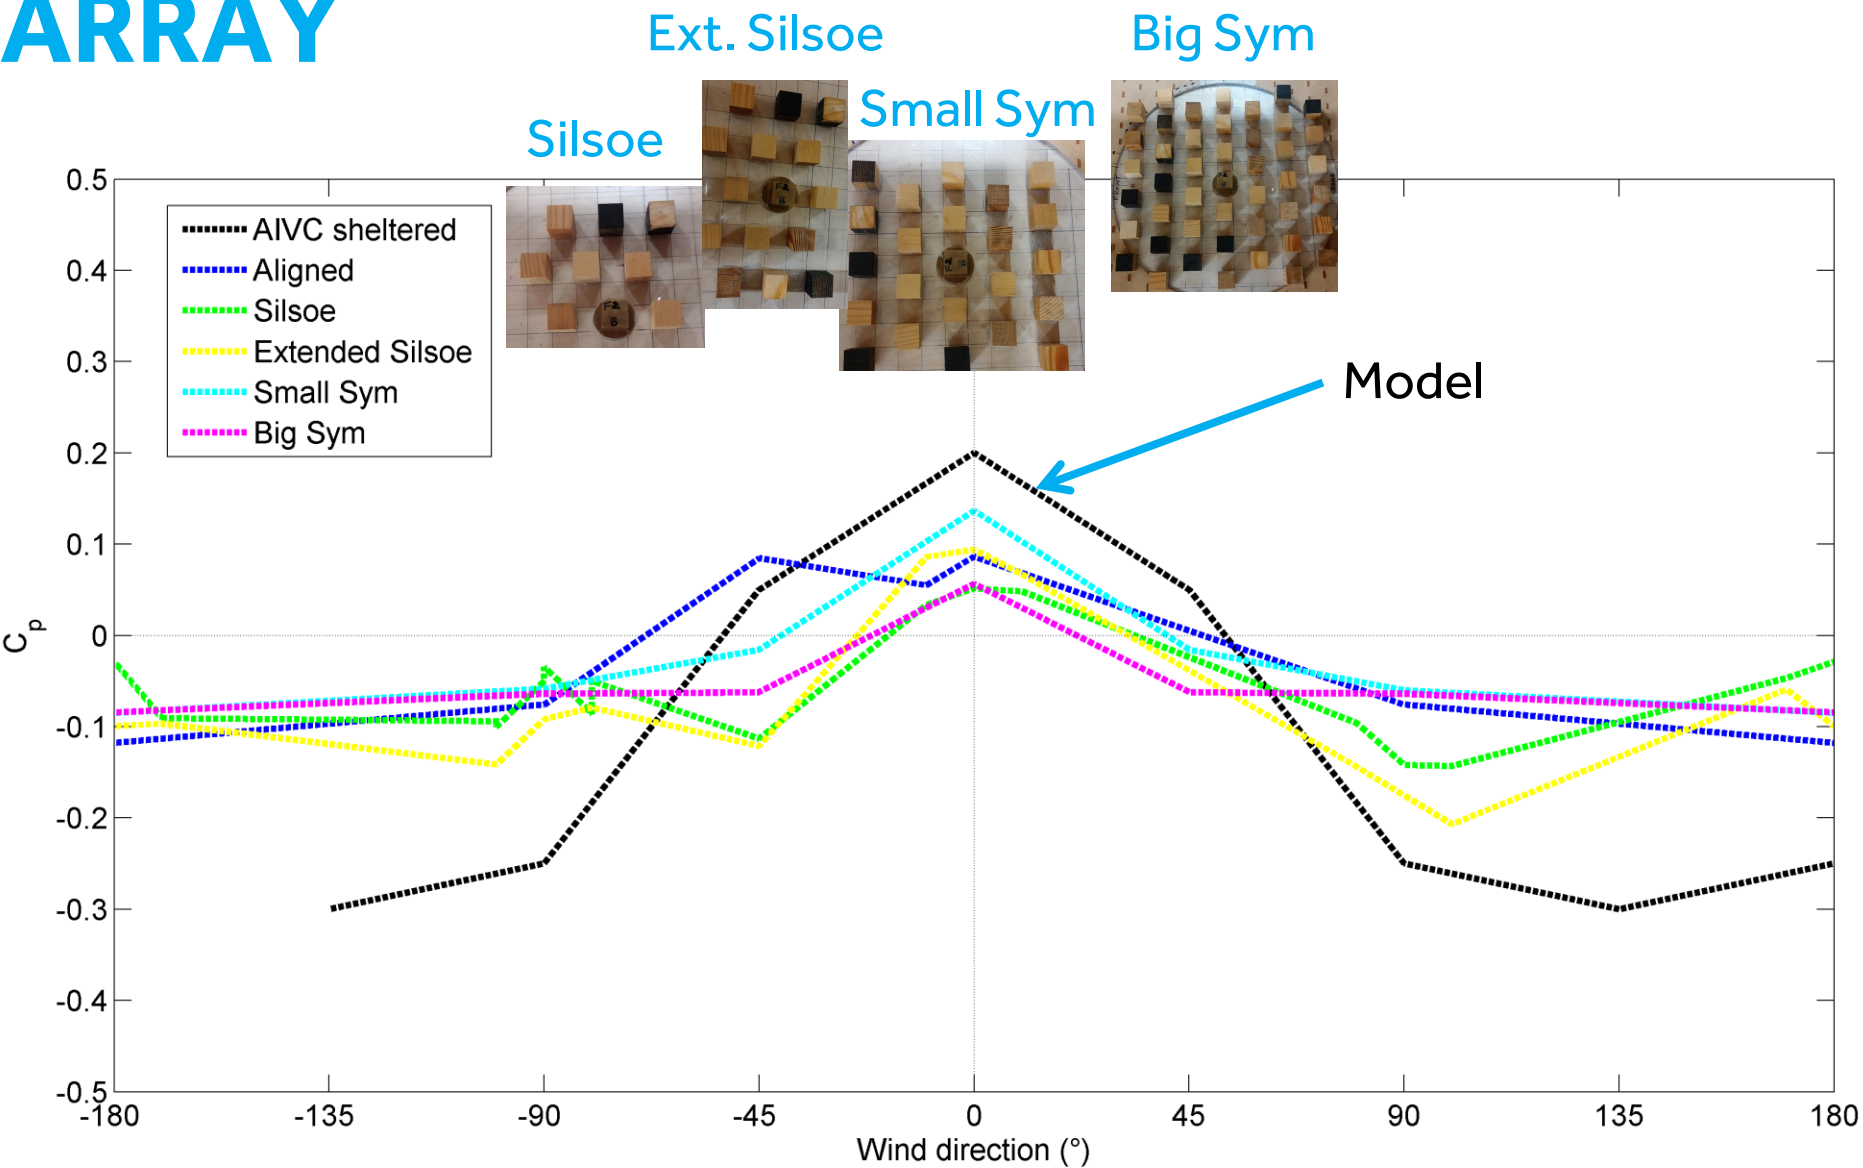 ARRAY
Ext. Silsoe
Big Sym
Small Sym
Silsoe
0.5
0.4
0.3
0.2
0.1
0
-0.1
-0.2
-0.3
-0.4
-0.5
Cp
AIVC sheltered
Aligned
Silsoe
Extended Silsoe
Small Sym
Big Sym
Model
-180
-135
-90
-45
0
45
90
135
180
Wind direction (°)